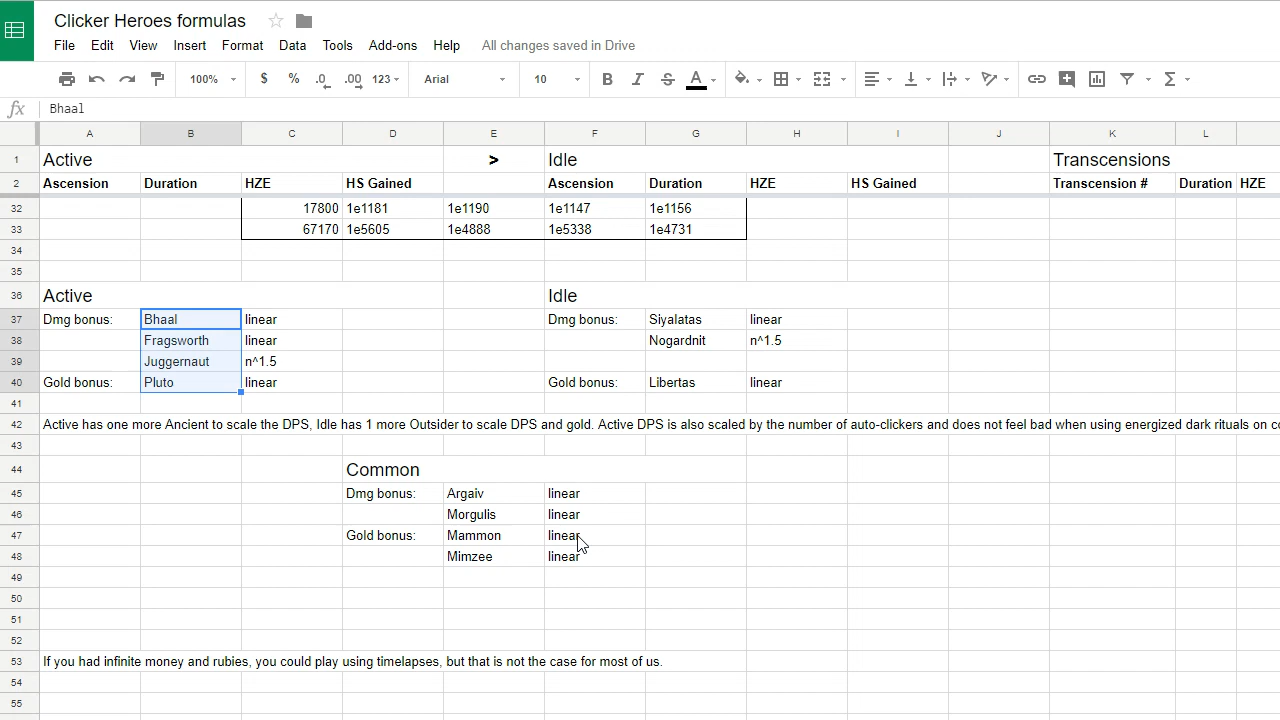 Clicker Heroes formulas
File Edit View Insert Format Data Tools Add-ons Help All changes saved in Drive
100% $ % .0 .00 123 Arial 10 B I S A
fx Bhaal
A B C D E F G H I J K L
1 Active > Idle Transcensions
2 Ascension Duration HZE HS Gained Ascension Duration HZE HS Gained Transcension # Duration HZE
32 17800 1e1181 1e1190 1e1147 1e1156
33 67170 1e5605 1e4888 1e5338 1e4731
34
35
36 Active Idle
37 Dmg bonus: Bhaal linear Dmg bonus: Siyalatas linear
38 Fragsworth linear Nogardnit n^1.5
39 Juggernaut n^1.5
40 Gold bonus: Pluto linear Gold bonus: Libertas linear
41
42 Active has one more Ancient to scale the DPS, Idle has 1 more Outsider to scale DPS and gold. Active DPS is also scaled by the number of auto-clickers and does not feel bad when using energized dark rituals on co
43
44 Common
45 Dmg bonus: Argaiv linear
46 Morgulis linear
47 Gold bonus: Mammon linear
48 Mimzee linear
49
50
51
52
53 If you had infinite money and rubies, you could play using timelapses, but that is not the case for most of us.
54
55